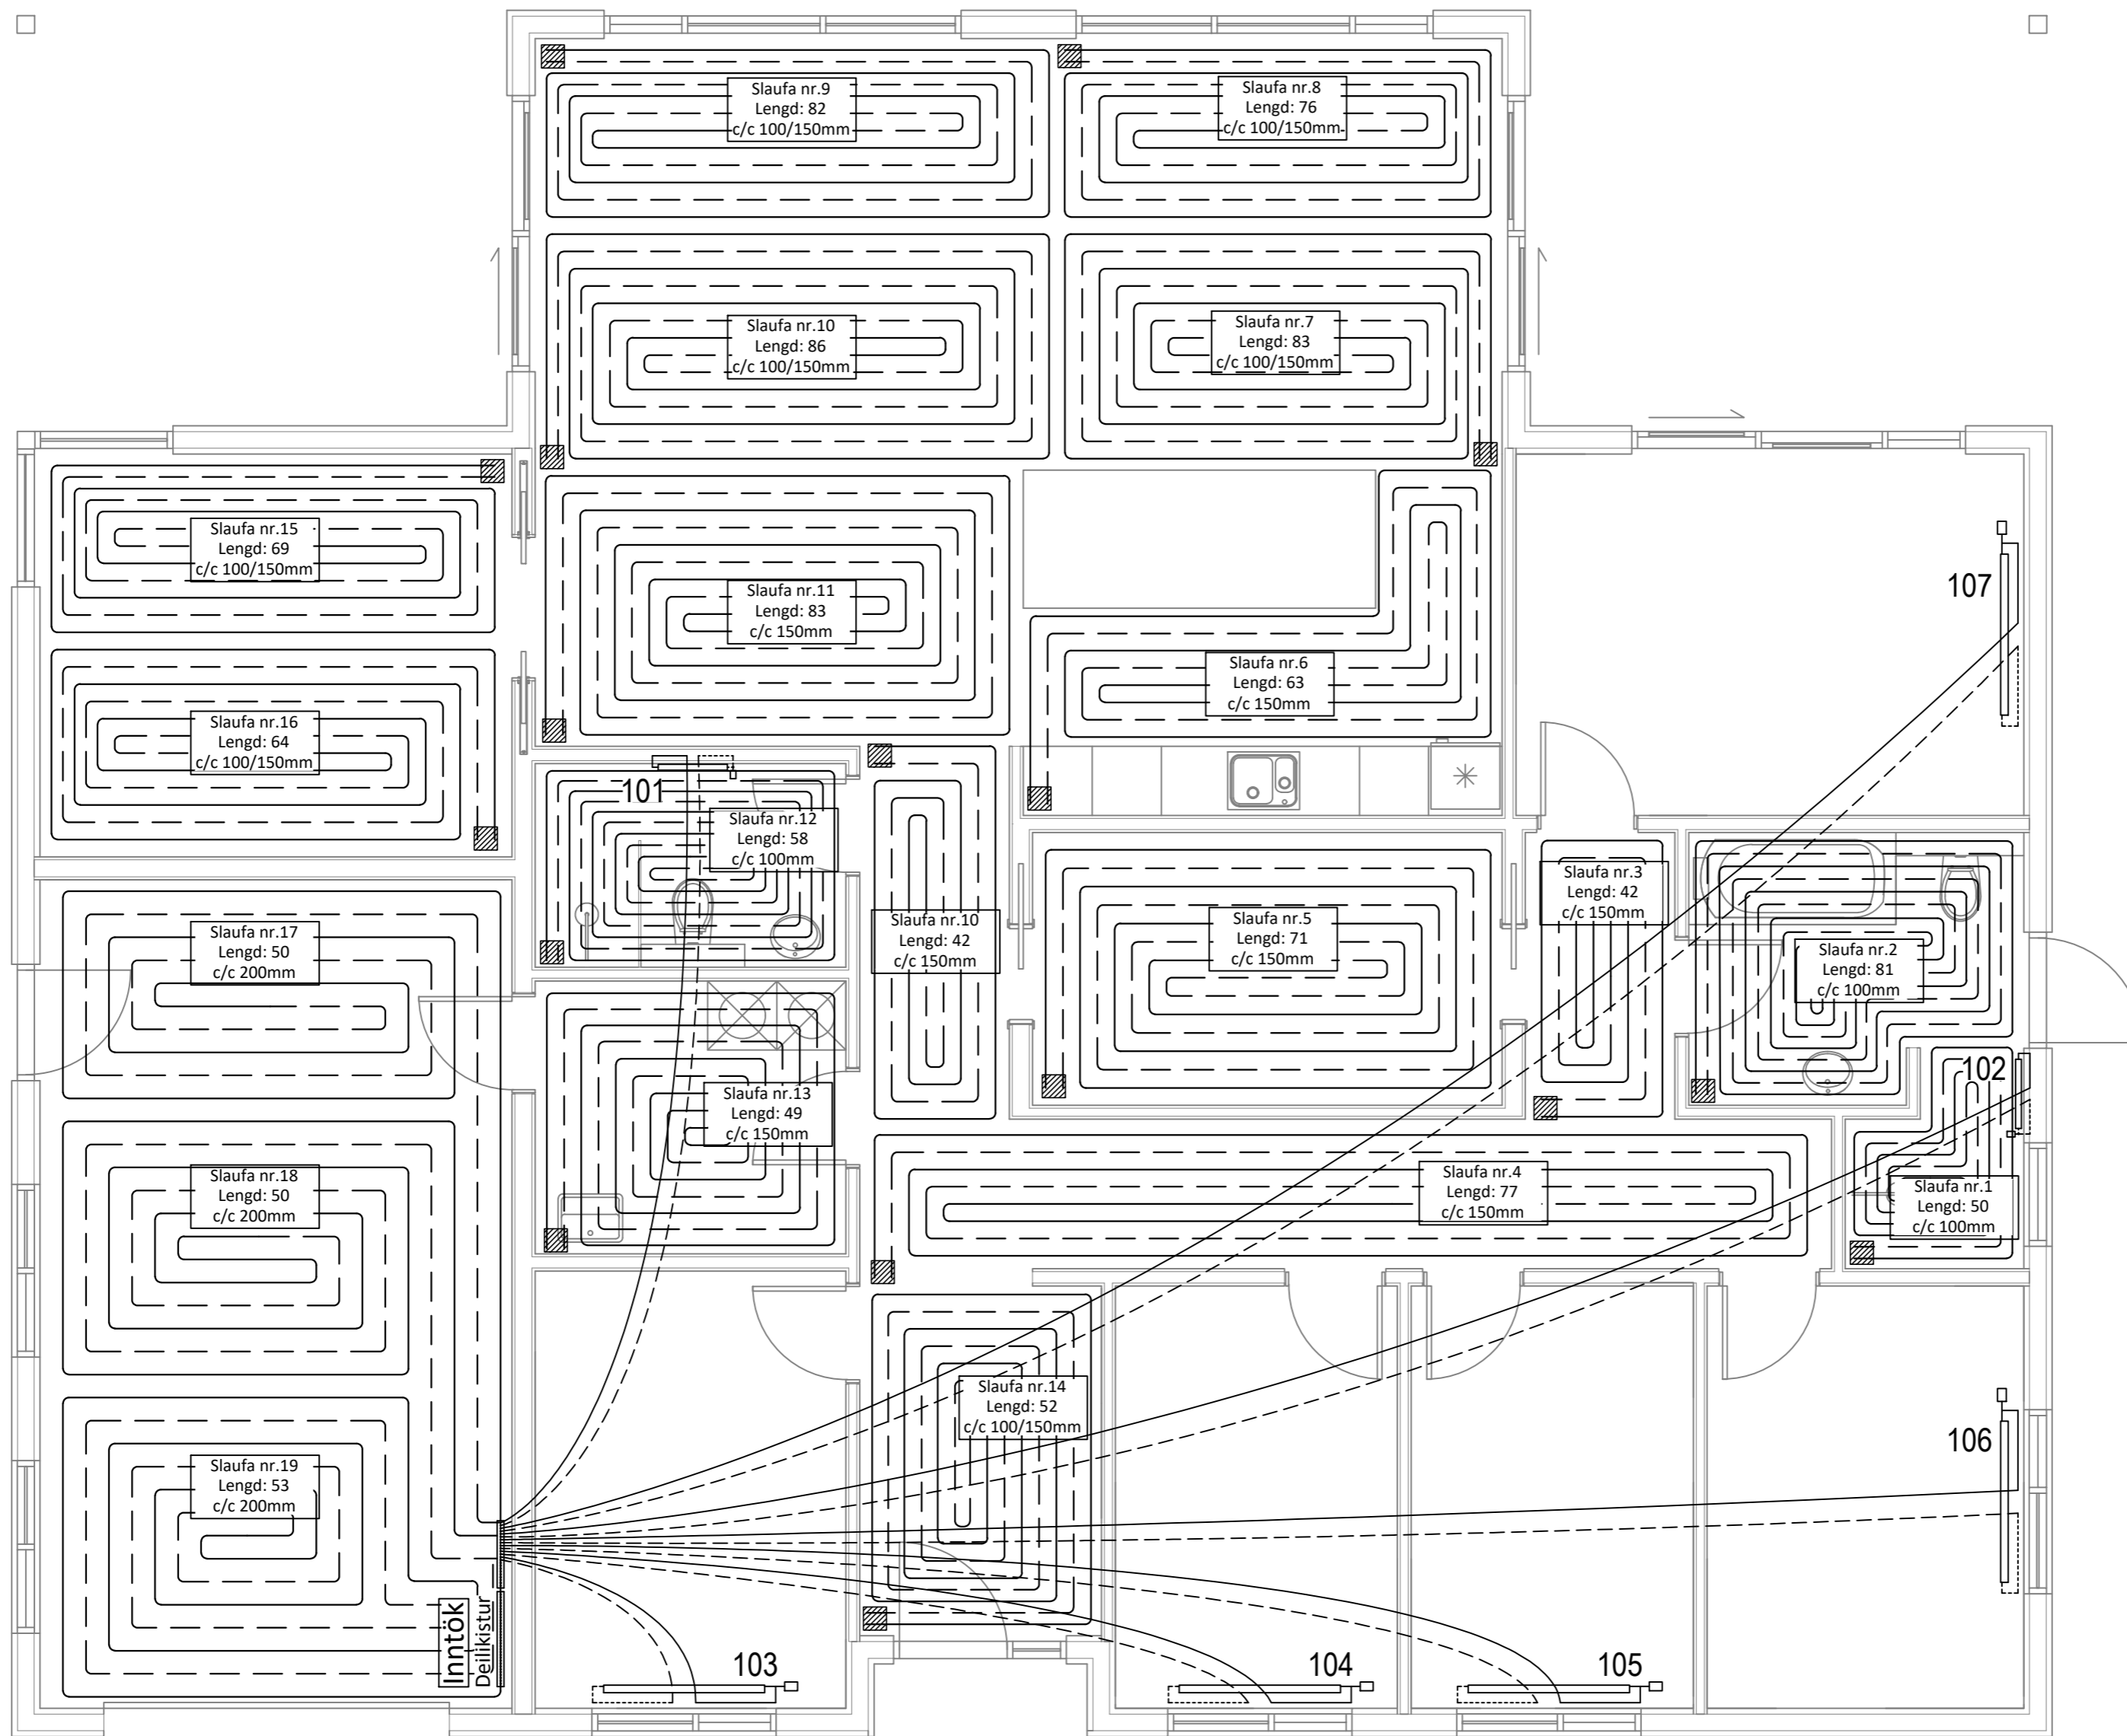 Slaufa nr.9
Lengd: 82
c/c 100/150mm
Slaufa nr.8
Lengd: 76
c/c 100/150mm
Slaufa nr.10
Lengd: 86
c/c 100/150mm
Slaufa nr.7
Lengd: 83
c/c 100/150mm
Slaufa nr.15
Lengd: 69
c/c 100/150mm
Slaufa nr.11
Lengd: 83
c/c 150mm
107
Slaufa nr.6
Lengd: 63
c/c 150mm
Slaufa nr.16
Lengd: 64
c/c 100/150mm
101
Slaufa nr.12
Lengd: 58
c/c 100mm
Slaufa nr.3
Lengd: 42
c/c 150mm
Slaufa nr.17
Lengd: 50
c/c 200mm
Slaufa nr.10
Lengd: 42
c/c 150mm
Slaufa nr.5
Lengd: 71
c/c 150mm
Slaufa nr.2
Lengd: 81
c/c 100mm
102
Slaufa nr.13
Lengd: 49
c/c 150mm
Slaufa nr.18
Lengd: 50
c/c 200mm
Slaufa nr.4
Lengd: 77
c/c 150mm
Slaufa nr.1
Lengd: 50
c/c 100mm
Slaufa nr.14
Lengd: 52
c/c 100/150mm
106
Slaufa nr.19
Lengd: 53
c/c 200mm
Inntök
Deilikistur
103
104
105